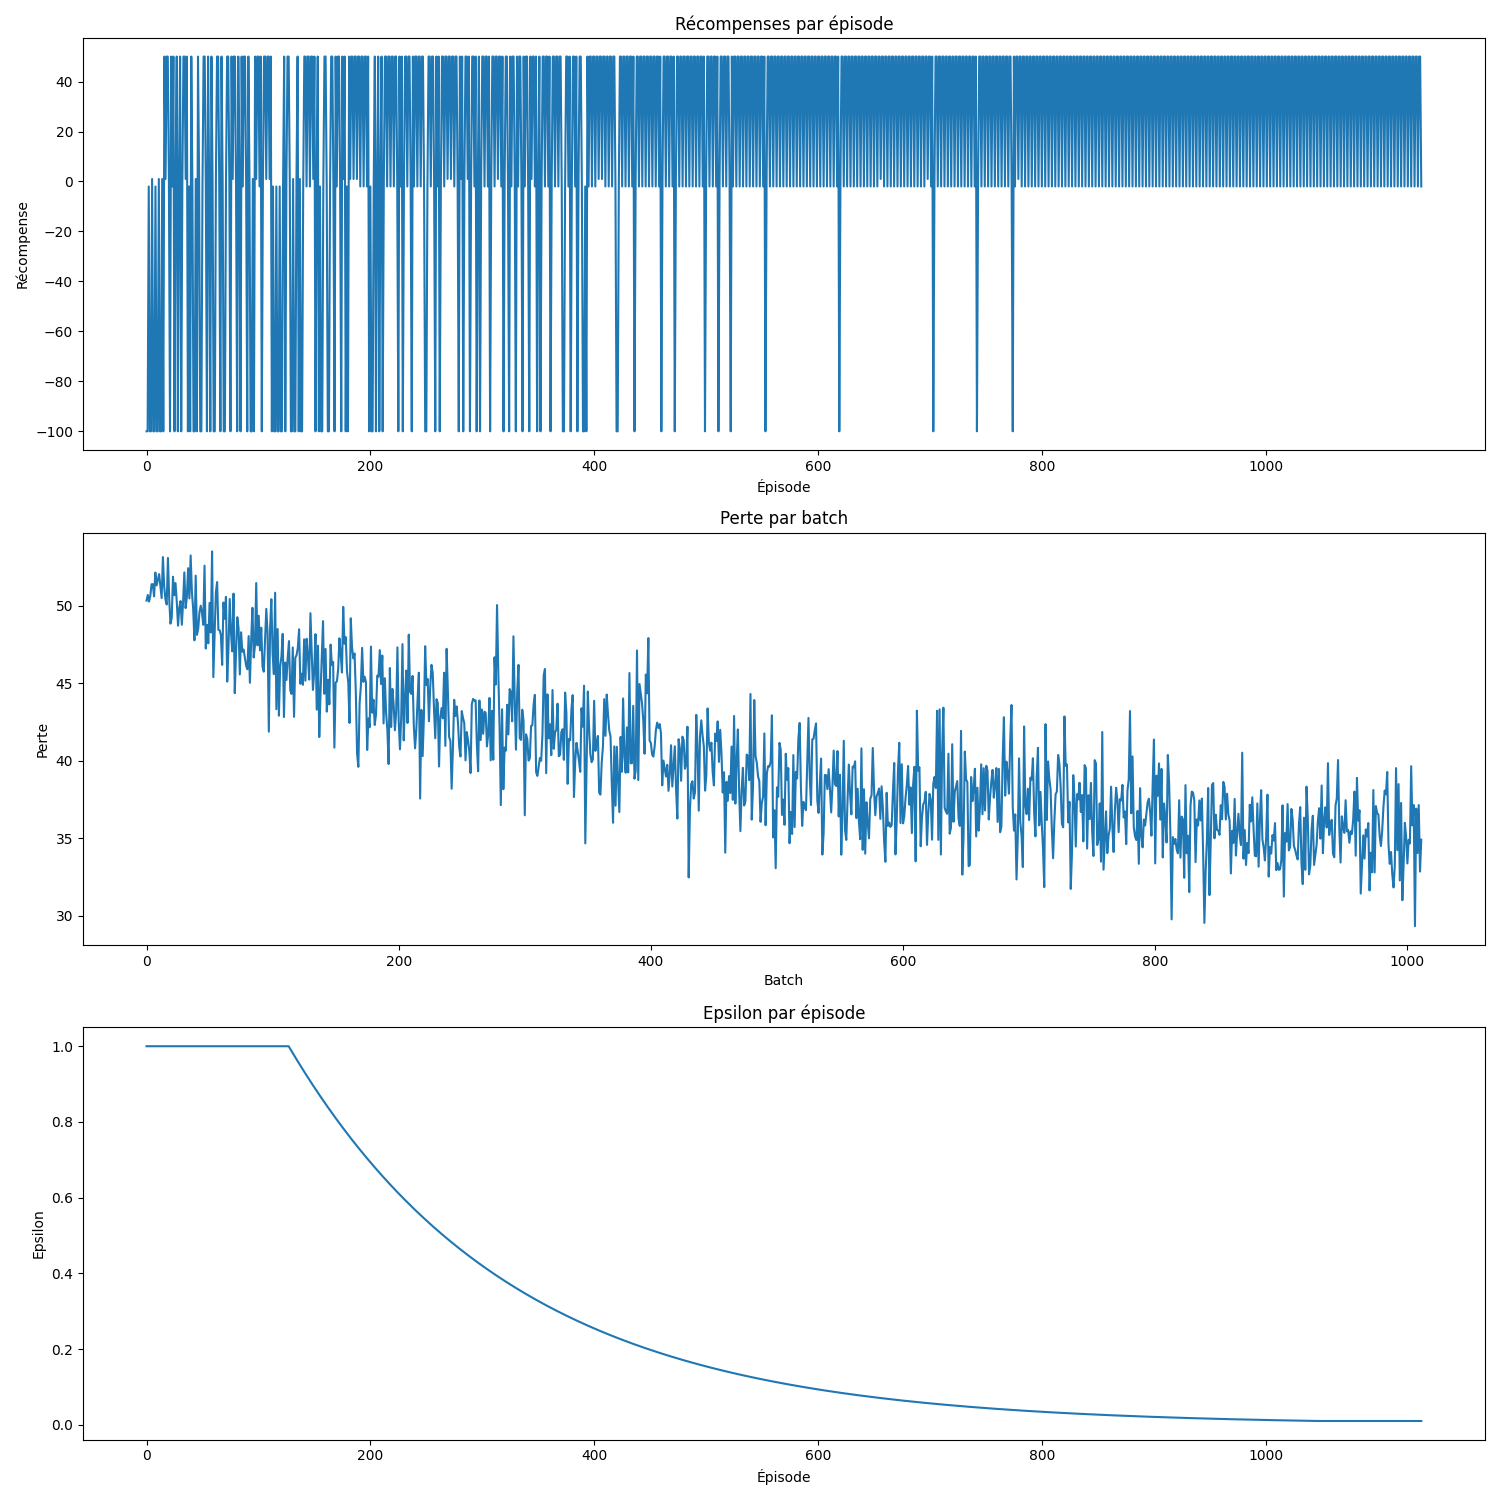 Récompenses par épisode
40
20
0
−20
−40
−60
−80
−100
Récompense
0 200 400 600 800 1000
Épisode
Perte par batch
50
45
40
35
30
Perte
0 200 400 600 800 1000
Batch
Epsilon par épisode
1.0
0.8
0.6
0.4
0.2
0.0
Epsilon
0 200 400 600 800 1000
Épisode